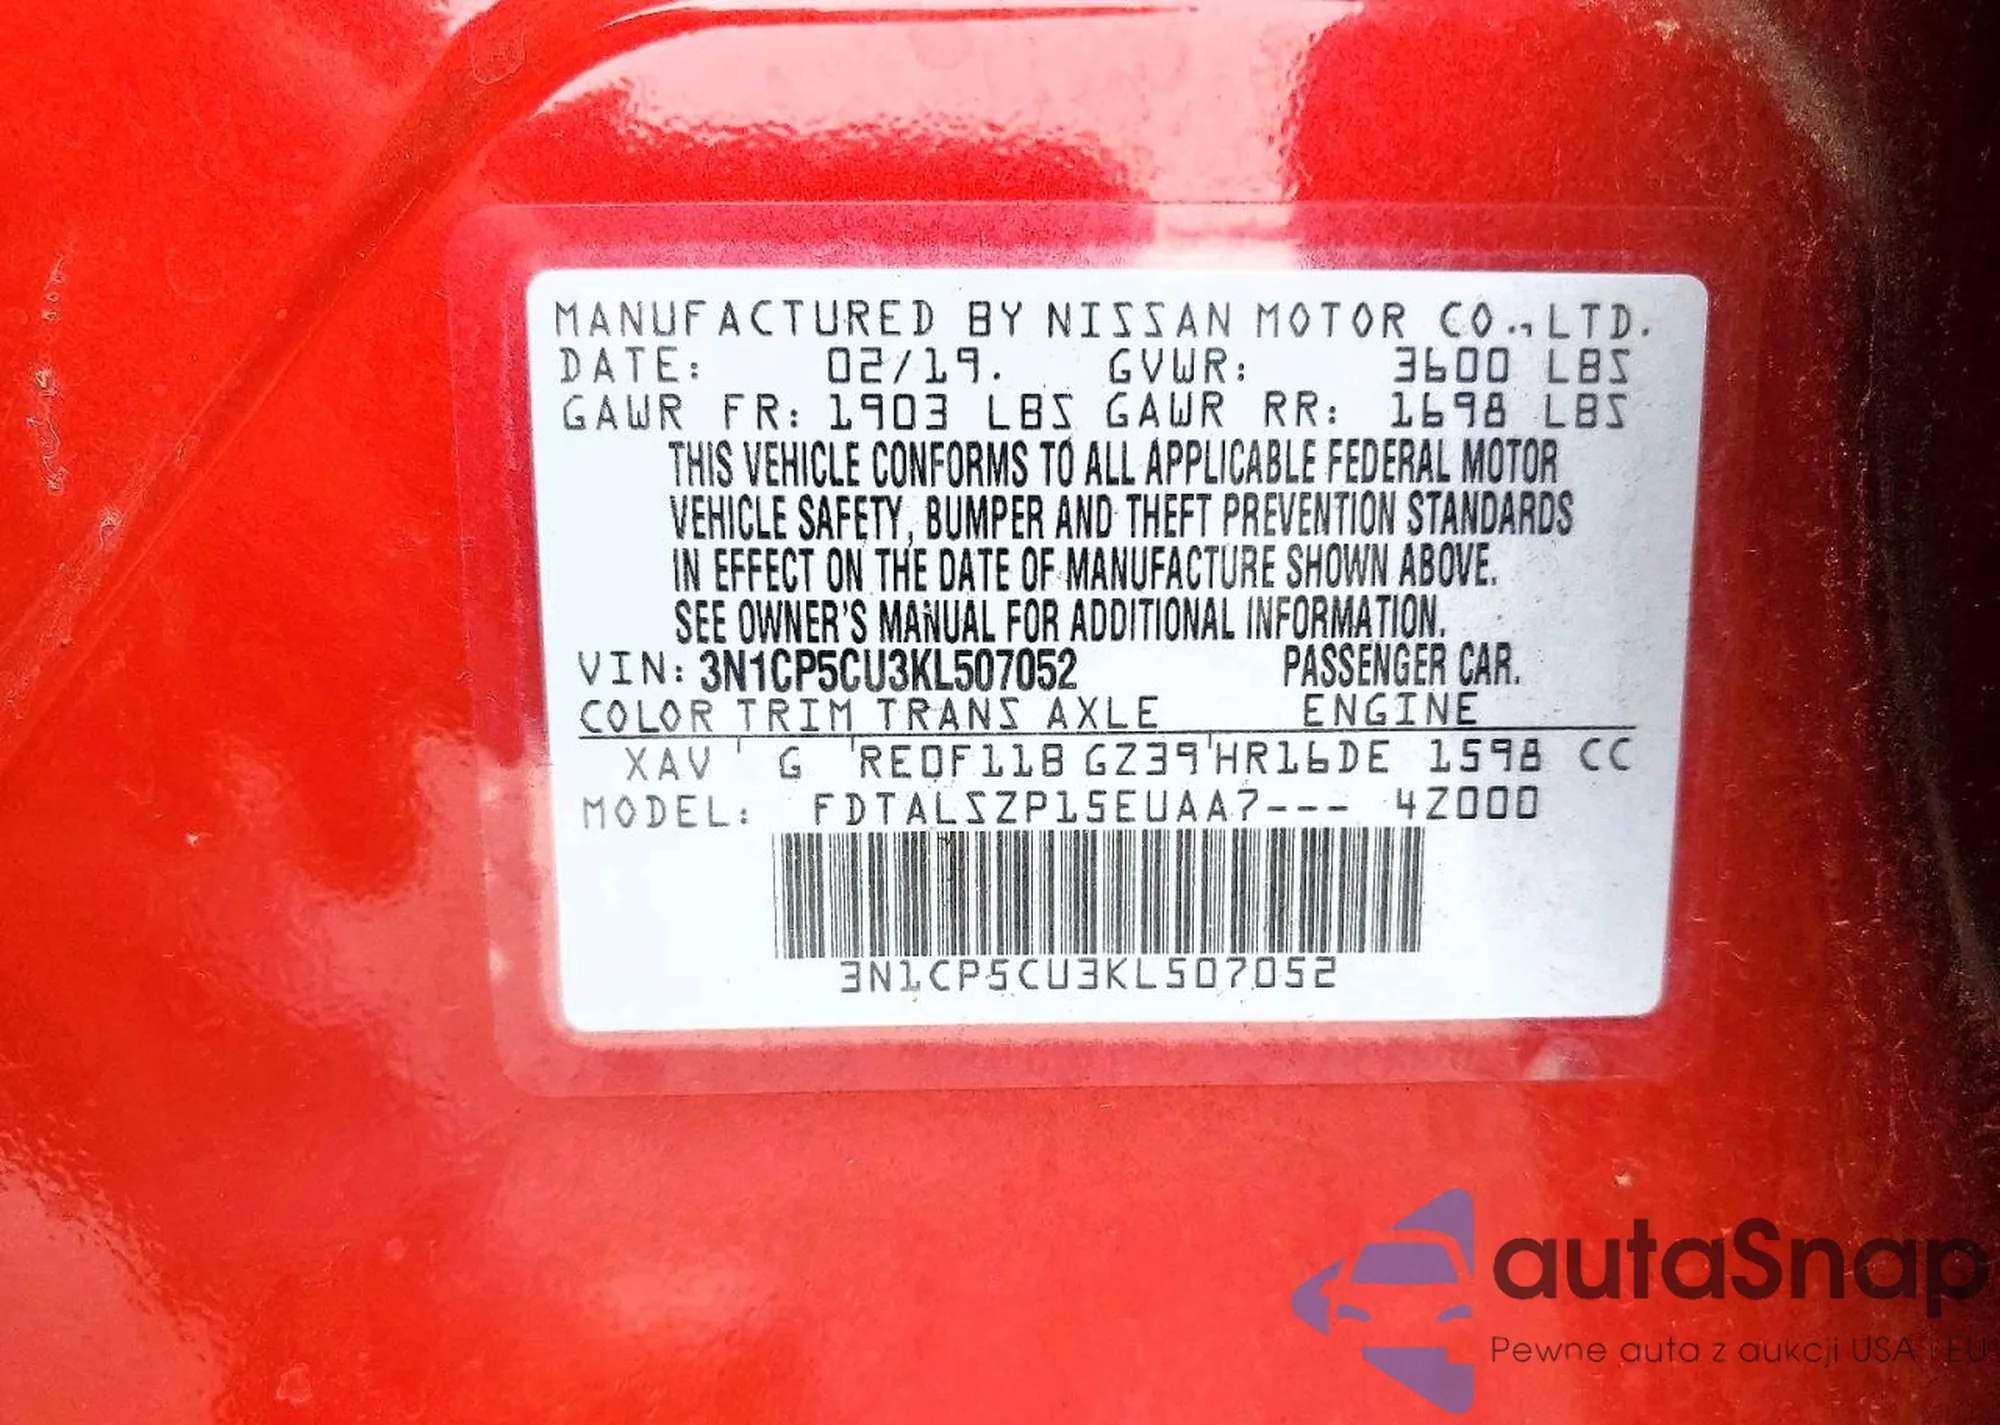 MANUFACTURED BY NISSAN MOTOR CO.,LTD.
DATE: 02/19. GVWR: 3600 LBS
GAWR FR: 1903 LBS GAWR RR: 1698 LBS
THIS VEHICLE CONFORMS TO ALL APPLICABLE FEDERAL MOTOR
VEHICLE SAFETY, BUMPER AND THEFT PREVENTION STANDARDS
IN EFFECT ON THE DATE OF MANUFACTURE SHOWN ABOVE.
SEE OWNER'S MANUAL FOR ADDITIONAL INFORMATION.
VIN: 3N1CP5CU3KL507052 PASSENGER CAR.
COLOR TRIM TRANS AXLE ENGINE
XAV G RE0F11B GZ39 HR16DE 1598 CC
MODEL: FDTALSZP15EUAA7--- 4Z000
3N1CP5CU3KL507052
autaSnap
Pewne auta z aukcji USA i EU